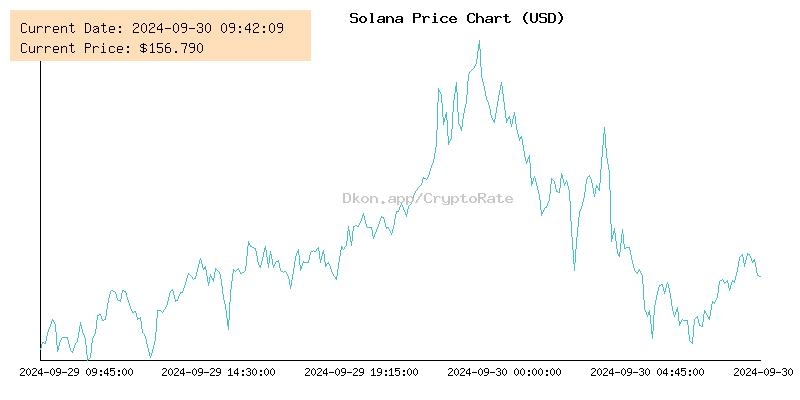 Solana Price Chart (USD)
Current Date: 2024-09-30 09:42:09
Current Price: $156.790
Dkon.app/CryptoRate
2024-09-29 09:45:00 2024-09-29 14:30:00 2024-09-29 19:15:00 2024-09-30 00:00:00 2024-09-30 04:45:00 2024-09-30